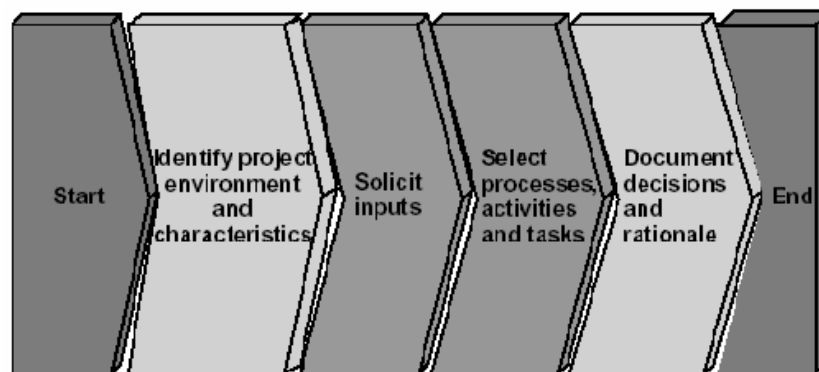 Start
Identify project
environment
and
characteristics
Solicit
inputs
Select
processes,
activities
and tasks
Document
decisions
and
rationale
End